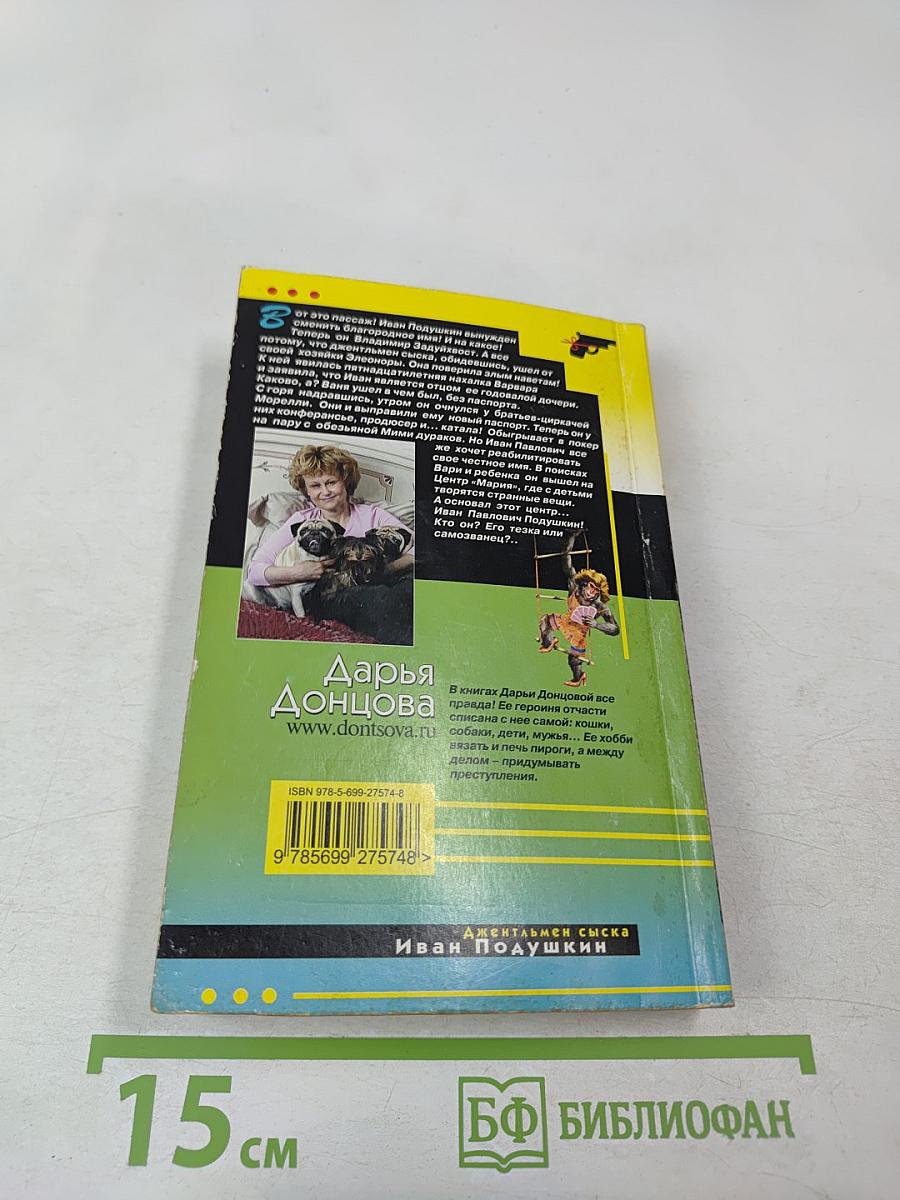 Вот это пассаж! Иван Подушкин вынужден
сменить благородное имя! И на какое!
Теперь он Владимир Задуйхвост. А все
потому, что джентльмен сыска, обидевшись, ушел от
своей хозяйки Элеоноры. Она поверила злым наветам!
К ней явилась пятнадцатилетняя нахалка Варвара
и заявила, что Иван является отцом ее годовалой дочери.
Каково, а? Ваня ушел в чем был, без паспорта.
С горя надравшись, утром он очнулся у братьев-циркачей
Морелли. Они и выправили ему новый паспорт. Теперь он у
них конферансье, продюсер и... катала! Обыгрывает в покер
на пару с обезьяной Мими дураков. Но Иван Павлович все
же хочет реабилитировать
свое честное имя. В поисках
Вари и ребенка он вышел на
Центр «Мария», где с детьми
творятся странные вещи.
А основал этот центр...
Иван Павлович Подушкин!
Кто он? Его тезка или
самозванец?..
Дарья
Донцова
www.dontsova.ru
В книгах Дарьи Донцовой все
правда! Ее героиня отчасти
списана с нее самой: кошки,
собаки, дети, мужья... Ее хобби
вязать и печь пироги, а между
делом – придумывать
преступления.
ISBN 978-5-699-27574-8
9 785699 275748 >
Джентльмен сыска
Иван Подушкин
15 см
БФ БИБЛИОФАН